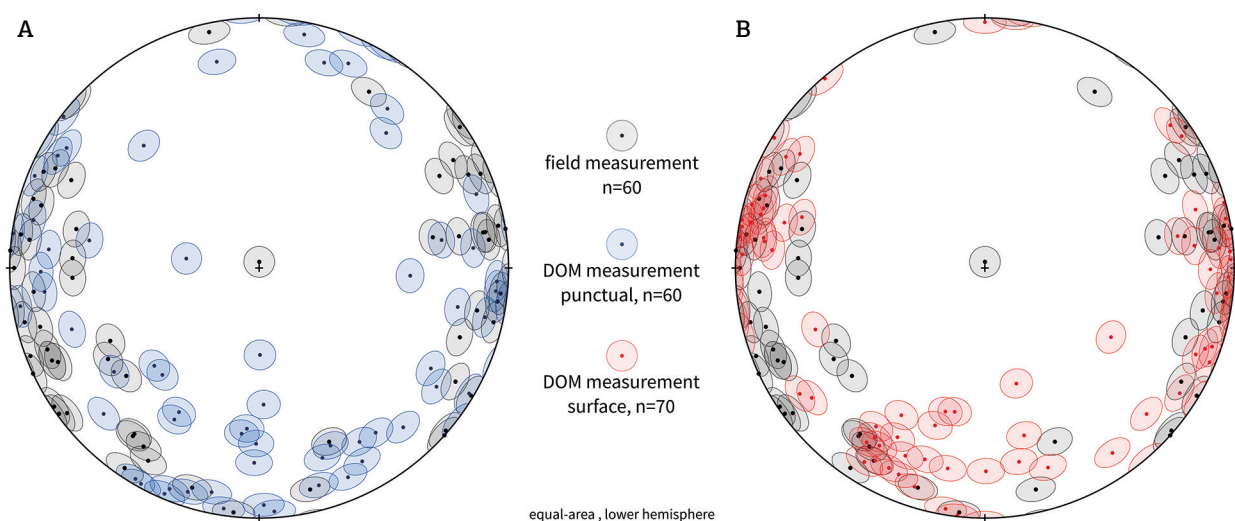 A
B
field measurement
n=60
DOM measurement
punctual, n=60
DOM measurement
surface, n=70
equal-area , lower hemisphere